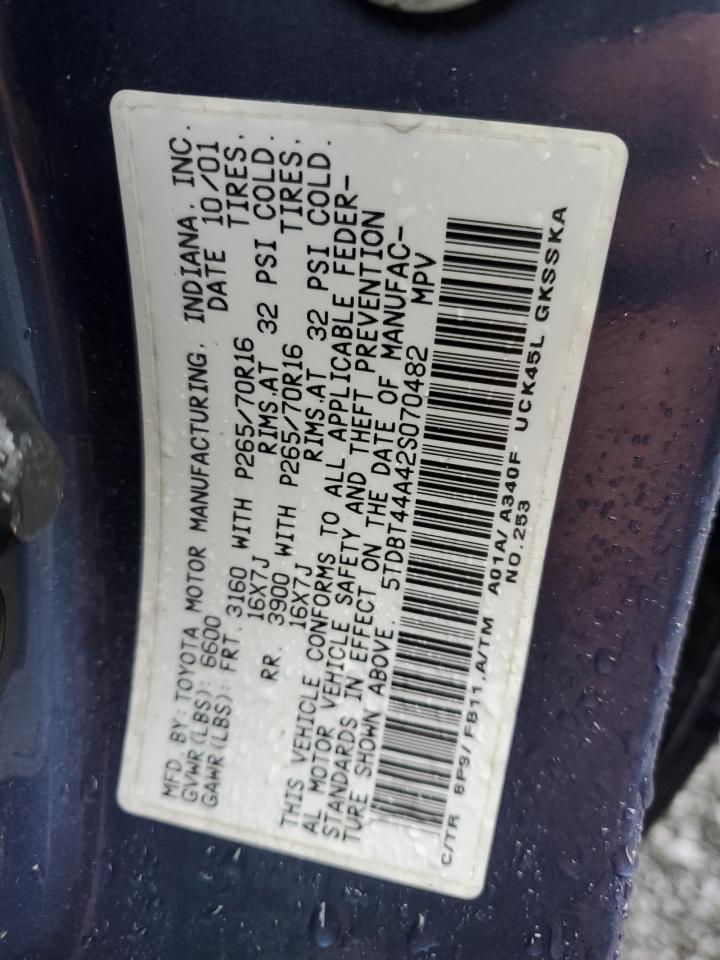 MFD. BY: TOYOTA MOTOR MANUFACTURING, INDIANA, INC.
GVWR(LBS): 6600 DATE 10/01
GAWR(LBS): FRT. 3160 WITH P265/70R16 TIRES,
16X7J RIMS,AT 32 PSI COLD.
RR. 3900 WITH P265/70R16 TIRES,
16X7J RIMS,AT 32 PSI COLD.
THIS VEHICLE CONFORMS TO ALL APPLICABLE FEDER-
AL MOTOR VEHICLE SAFETY AND THEFT PREVENTION
STANDARDS IN EFFECT ON THE DATE OF MANUFAC-
TURE SHOWN ABOVE. 5TDBT44A42S070482 MPV
C/TR 8P9/FB11,A/TM A01A/A340F UCK45L GKSSKA
NO.253